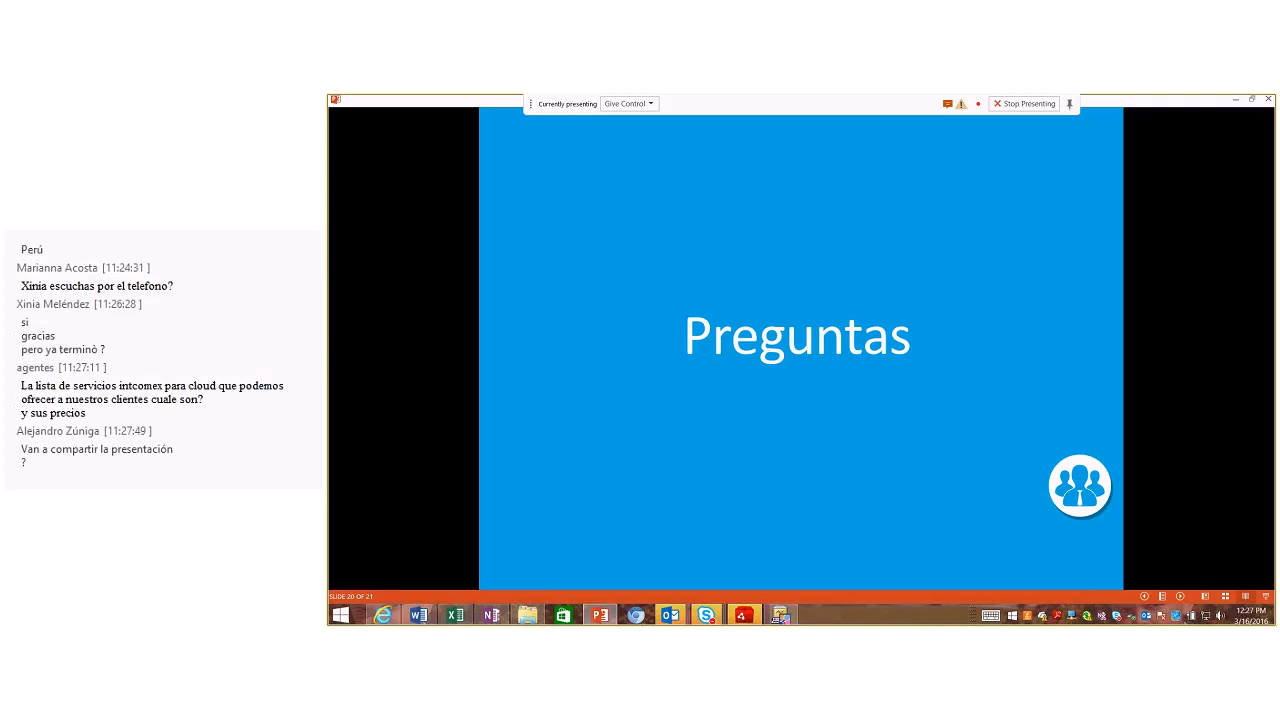 Perú
Marianna Acosta [11:24:31 ]
Xinia escuchas por el telefono?
Xinia Meléndez [11:26:28 ]
si
gracias
pero ya terminò ?
agentes [11:27:11 ]
La lista de servicios intcomex para cloud que podemos
ofrecer a nuestros clientes cuale son?
y sus precios
Alejandro Zúniga [11:27:49 ]
Van a compartir la presentación
?
Currently presenting Give Control
Stop Presenting
Preguntas
SLIDE 20 OF 21
12:27 PM
3/16/2016